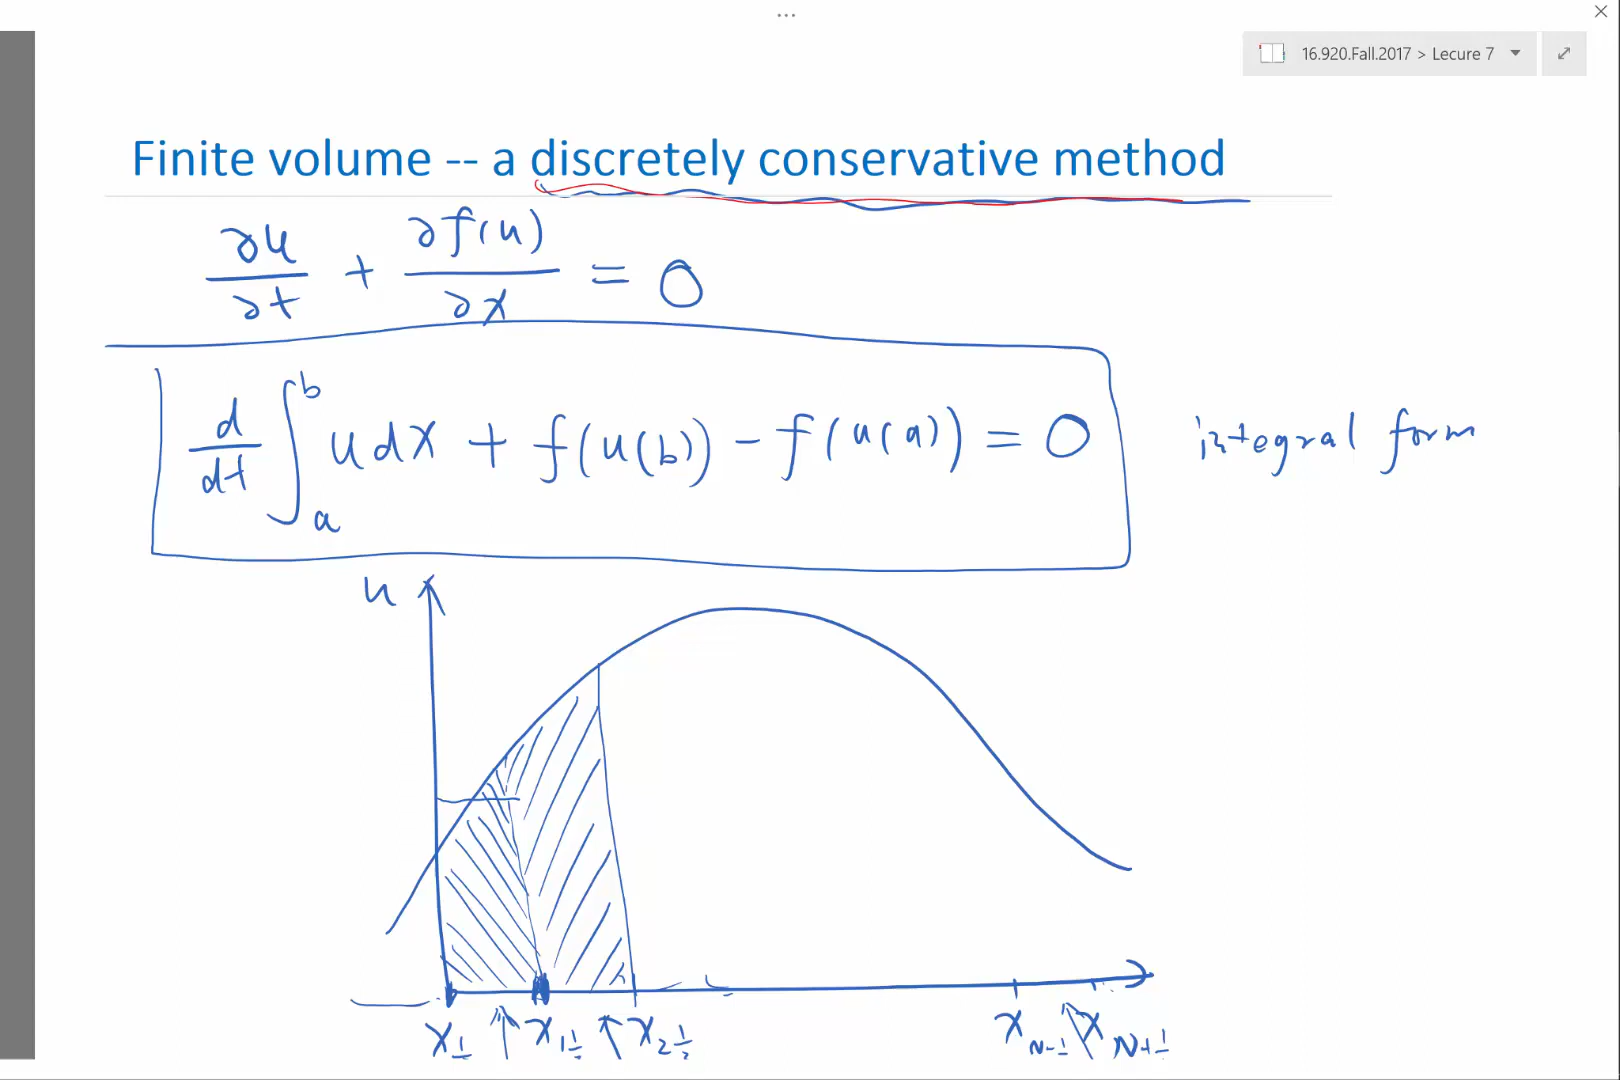 16.920.Fall.2017 > Lecure 7
Finite volume -- a discretely conservative method
∂u/∂t + ∂f(u)/∂x = 0
d/dt ∫_a^b u dx + f(u(b)) - f(u(a)) = 0 integral form
u
x_½ x_1½ x_2½ x_N-½ x_N+½